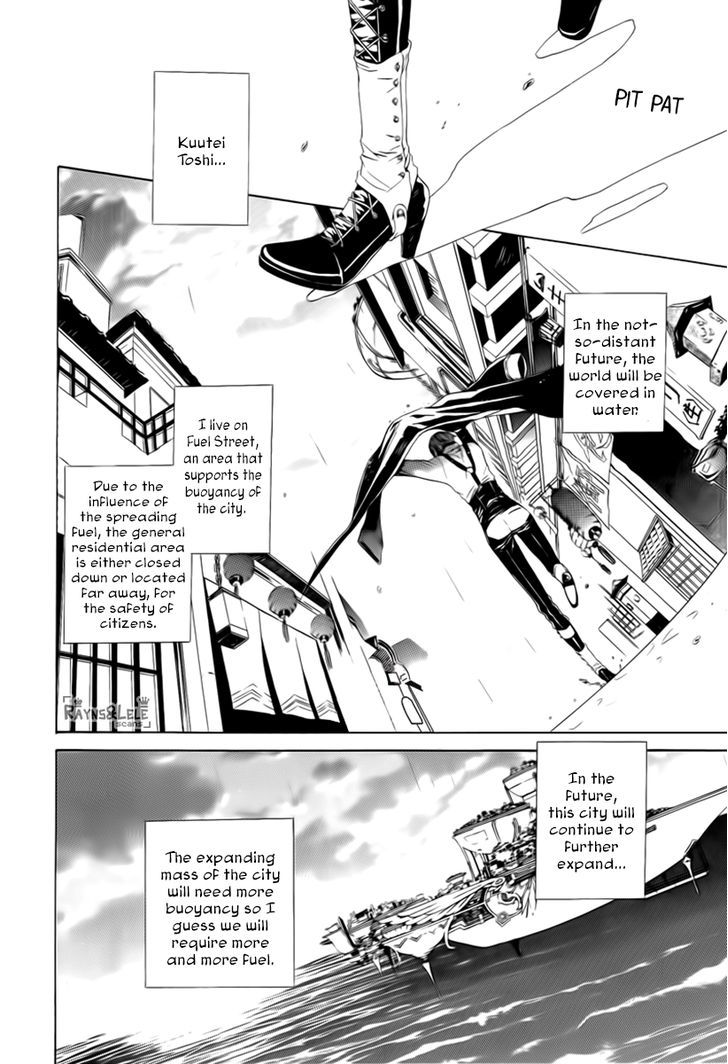 PIT PAT
Kuutei
Toshi...
In the not-
so-distant
future, the
world will be
covered in
water.
I live on
Fuel Street,
an area that
supports the
buoyancy of
the city.
Due to the
influence of
the spreading
fuel, the general
residential area
is either closed
down or located
far away, for
the safety of
citizens.
RAYNS&LELE
scans
In the
future,
this city will
continue to
further
expand...
The expanding
mass of the city
will need more
buoyancy so I
guess we will
require more
and more fuel.